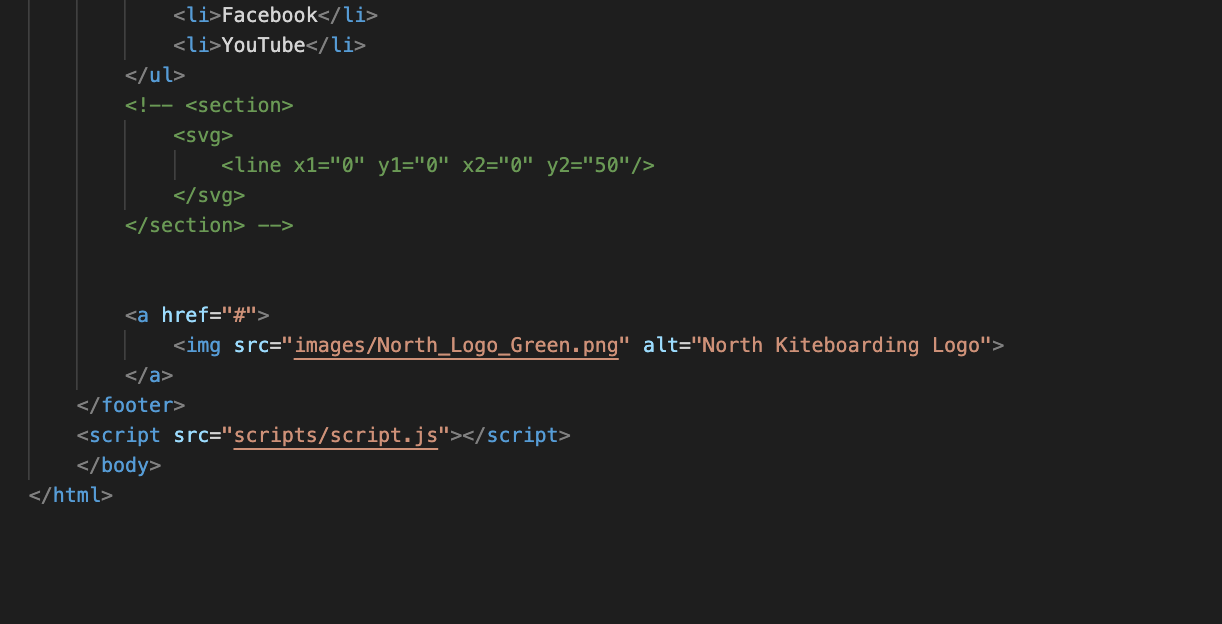 <li>Facebook</li>
<li>YouTube</li>
</ul>
<!-- <section>
<svg>
<line x1="0" y1="0" x2="0" y2="50"/>
</svg>
</section> -->
<a href="#">
<img src="images/North_Logo_Green.png" alt="North Kiteboarding Logo">
</a>
</footer>
<script src="scripts/script.js"></script>
</body>
</html>